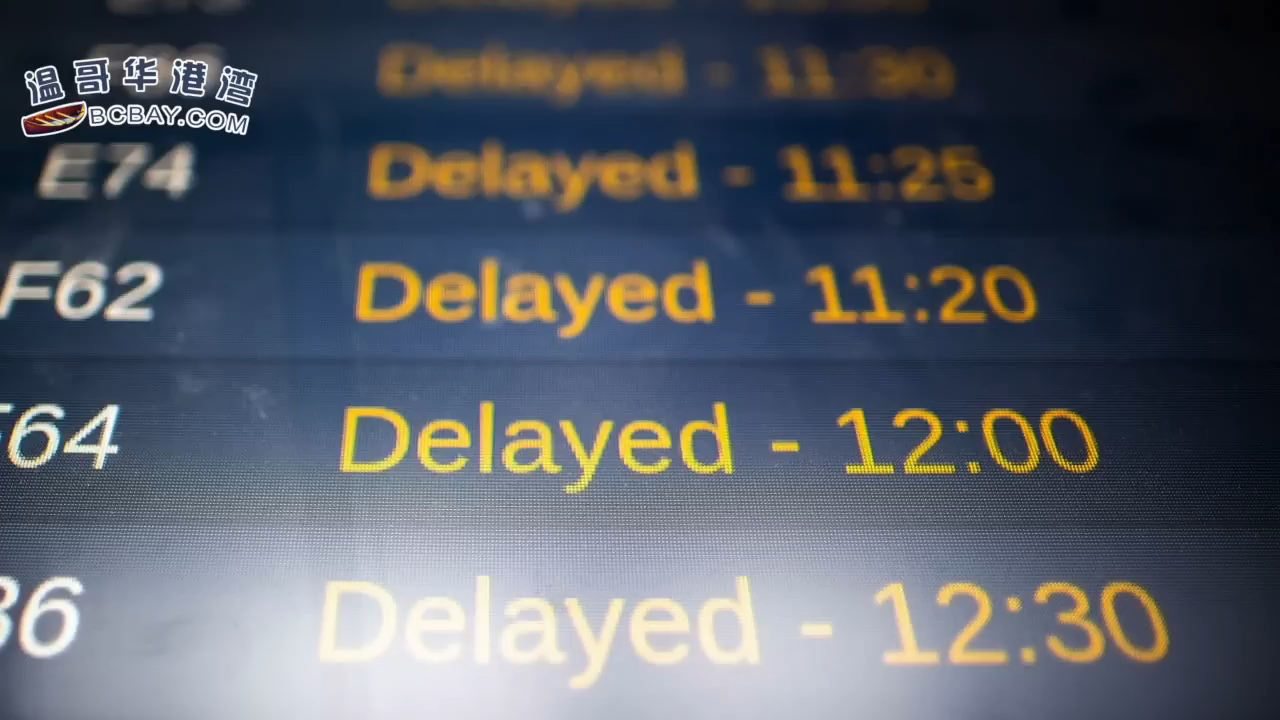 温哥华港湾
BCBAY.COM
Delayed - 11:30
E74 Delayed - 11:25
F62 Delayed - 11:20
64 Delayed - 12:00
36 Delayed - 12:30